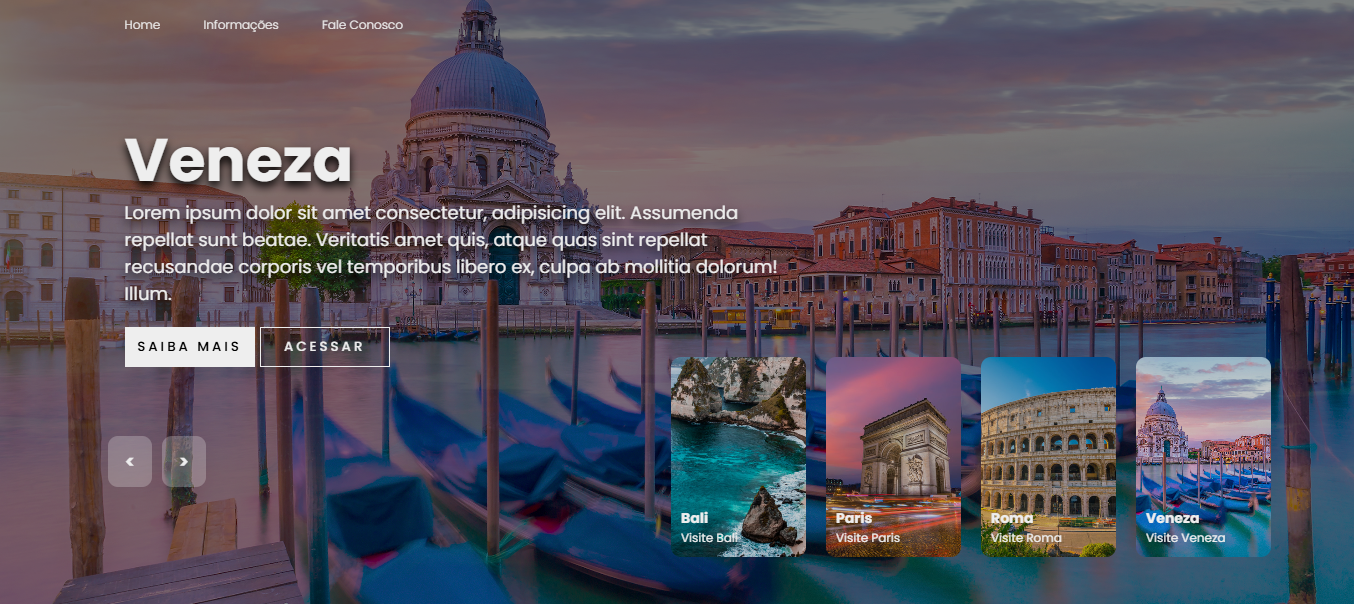 Home Informações Fale Conosco
Veneza
Lorem ipsum dolor sit amet consectetur, adipisicing elit. Assumenda
repellat sunt beatae. Veritatis amet quis, atque quas sint repellat
recusandae corporis vel temporibus libero ex, culpa ab mollitia dolorum!
Illum.
SAIBA MAIS ACESSAR
< >
Bali
Visite Bali
Paris
Visite Paris
Roma
Visite Roma
Veneza
Visite Veneza